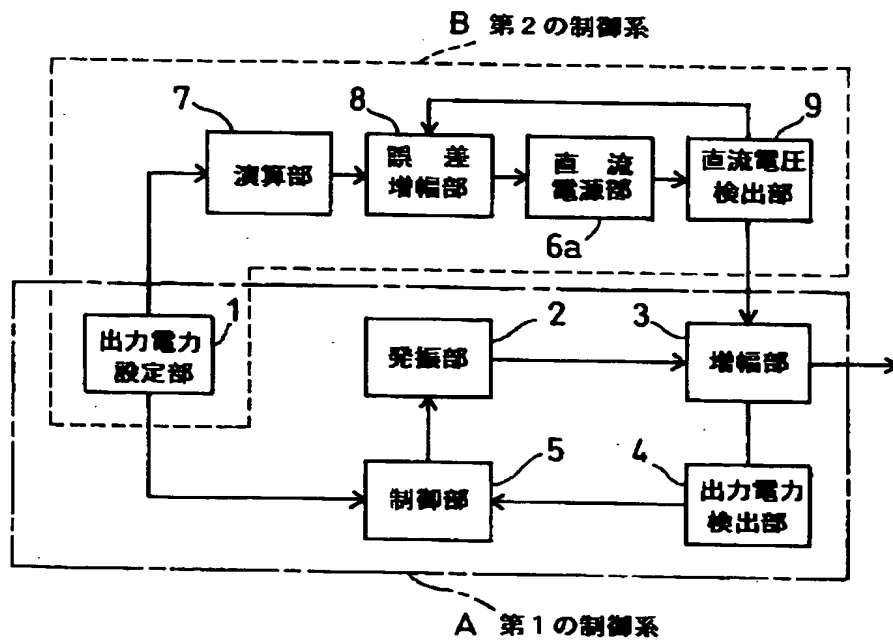 B 第2の制御系
7
8
9
演算部
誤差
増幅部
直流
電源部
直流電圧
検出部
6a
1
出力電力
設定部
2
3
発振部
増幅部
5
4
制御部
出力電力
検出部
A 第1の制御系